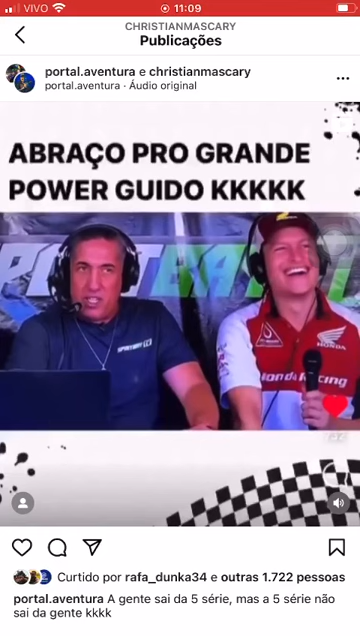 VIVO
11:09
CHRISTIANMASCARY
Publicações
portal.aventura e christianmascary
portal.aventura · Áudio original
ABRAÇO PRO GRANDE
POWER GUIDO KKKKK
HONDA
Honda Racing
Curtido por rafa_dunka34 e outras 1.722 pessoas
portal.aventura A gente sai da 5 série, mas a 5 série não
sai da gente kkkk